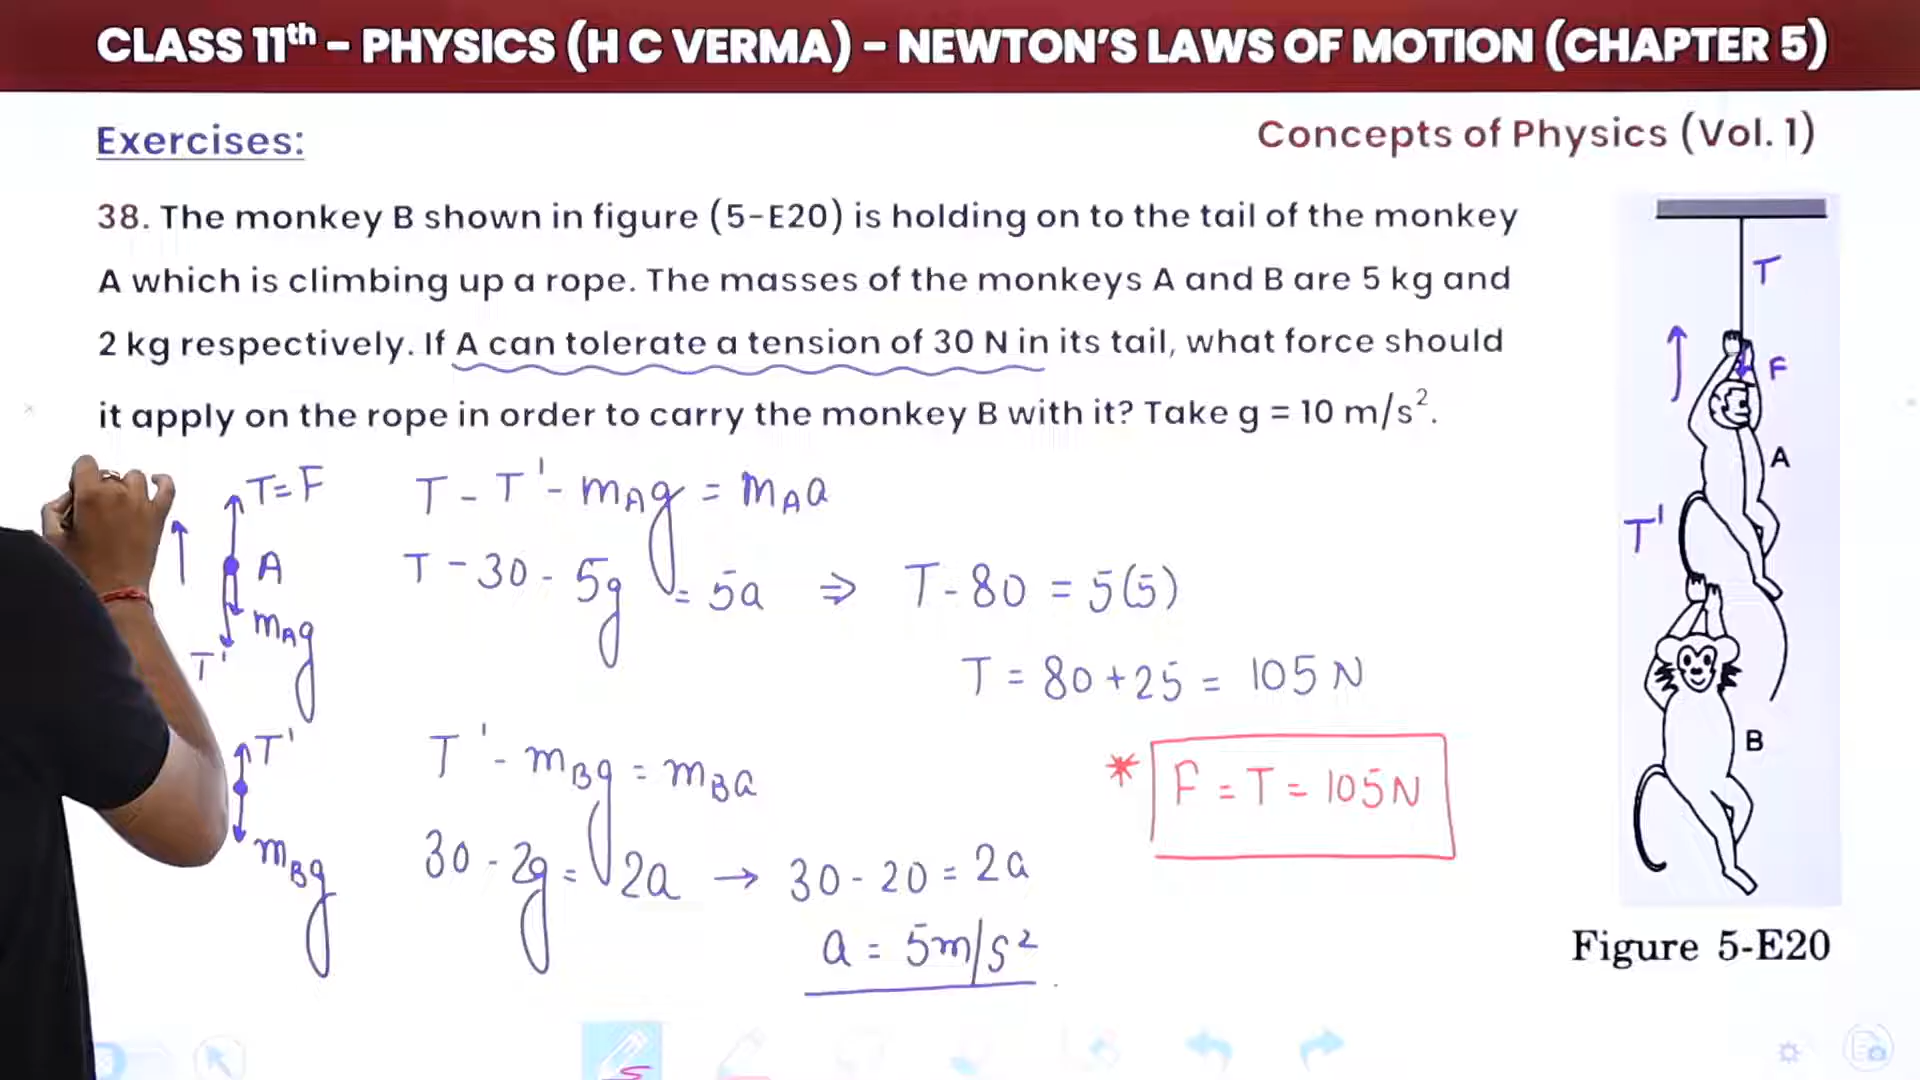 CLASS 11th – PHYSICS (H C VERMA) – NEWTON'S LAWS OF MOTION (CHAPTER 5)
Exercises:
Concepts of Physics (Vol. 1)
38. The monkey B shown in figure (5-E20) is holding on to the tail of the monkey
A which is climbing up a rope. The masses of the monkeys A and B are 5 kg and
2 kg respectively. If A can tolerate a tension of 30 N in its tail, what force should
it apply on the rope in order to carry the monkey B with it? Take g = 10 m/s².
T=F
A
mAg
T'
T - T' - mAg = mAa
T - 30 - 5g = 5a ⇒ T - 80 = 5(5)
T = 80 + 25 = 105 N
T'
mBg
T' - mBg = mBa
30 - 2g = 2a → 30 - 20 = 2a
a = 5m/s²
* F = T = 105N
T
F
A
T'
B
Figure 5-E20